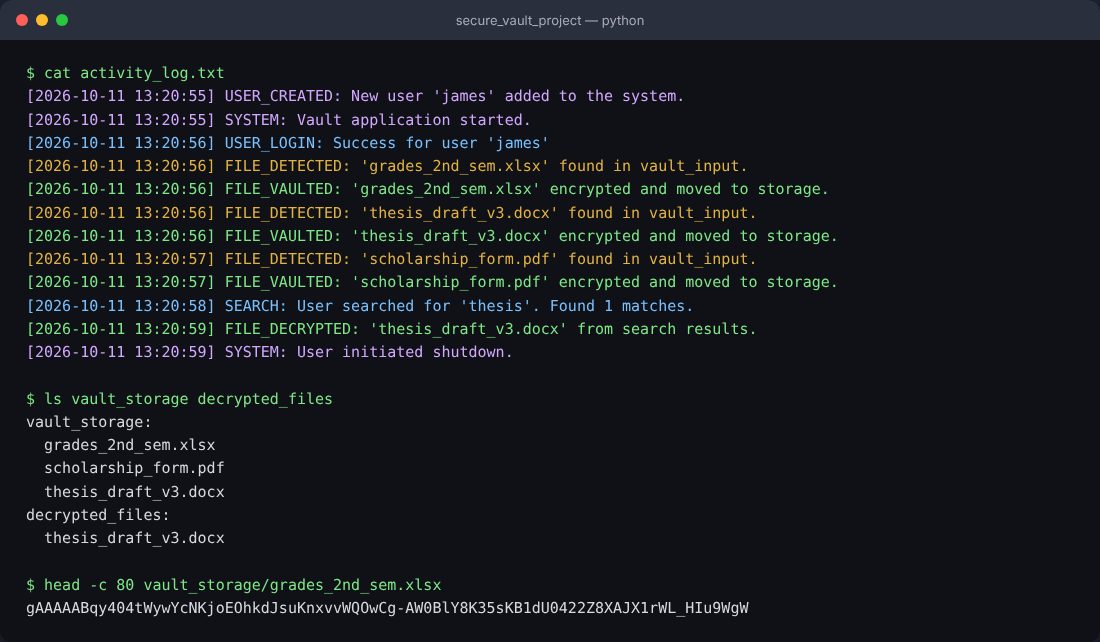 secure_vault_project — python
$ cat activity_log.txt
[2026-10-11 13:20:55] USER_CREATED: New user 'james' added to the system.
[2026-10-11 13:20:55] SYSTEM: Vault application started.
[2026-10-11 13:20:56] USER_LOGIN: Success for user 'james'
[2026-10-11 13:20:56] FILE_DETECTED: 'grades_2nd_sem.xlsx' found in vault_input.
[2026-10-11 13:20:56] FILE_VAULTED: 'grades_2nd_sem.xlsx' encrypted and moved to storage.
[2026-10-11 13:20:56] FILE_DETECTED: 'thesis_draft_v3.docx' found in vault_input.
[2026-10-11 13:20:56] FILE_VAULTED: 'thesis_draft_v3.docx' encrypted and moved to storage.
[2026-10-11 13:20:57] FILE_DETECTED: 'scholarship_form.pdf' found in vault_input.
[2026-10-11 13:20:57] FILE_VAULTED: 'scholarship_form.pdf' encrypted and moved to storage.
[2026-10-11 13:20:58] SEARCH: User searched for 'thesis'. Found 1 matches.
[2026-10-11 13:20:59] FILE_DECRYPTED: 'thesis_draft_v3.docx' from search results.
[2026-10-11 13:20:59] SYSTEM: User initiated shutdown.
$ ls vault_storage decrypted_files
vault_storage:
grades_2nd_sem.xlsx
scholarship_form.pdf
thesis_draft_v3.docx
decrypted_files:
thesis_draft_v3.docx
$ head -c 80 vault_storage/grades_2nd_sem.xlsx
gAAAAABqy404tWywYcNKjoEOhkdJsuKnxvvWQOwCg-AW0BlY8K35sKB1dU0422Z8XAJX1rWL_HIu9WgW